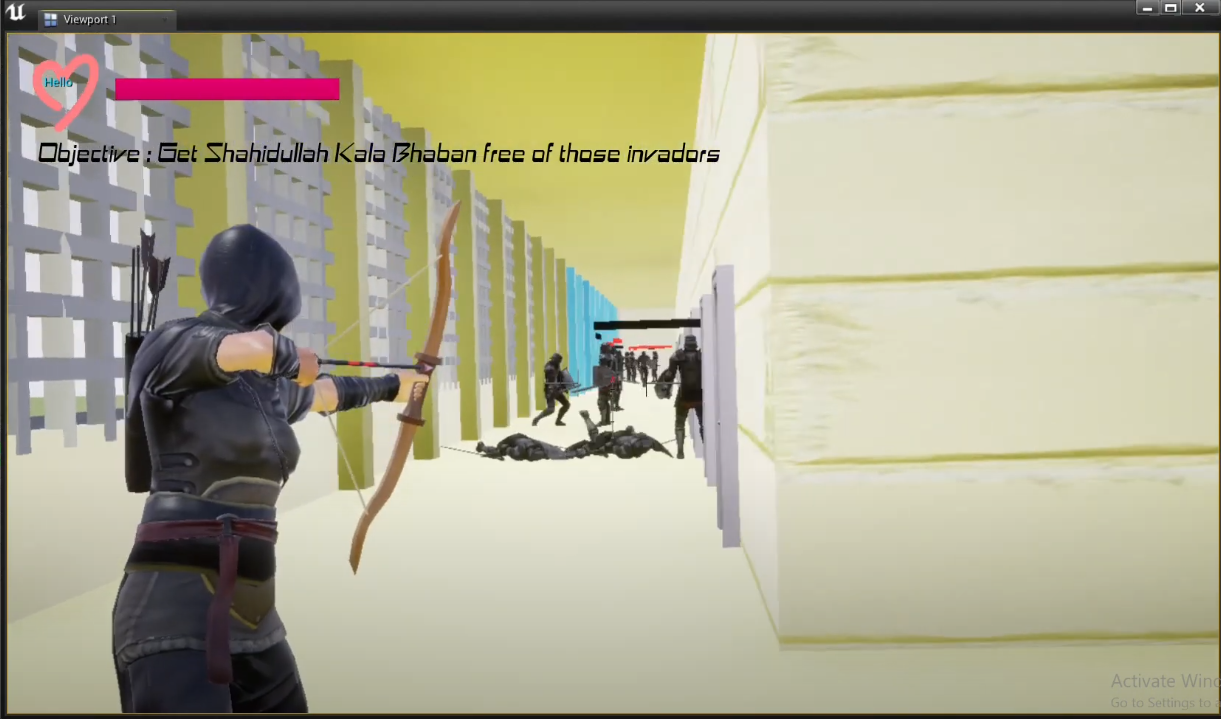 Viewport 1
Hello
Objective : Get Shahidullah Kala Bhaban free of those invadors
Activate Wind
Go to Settings to a